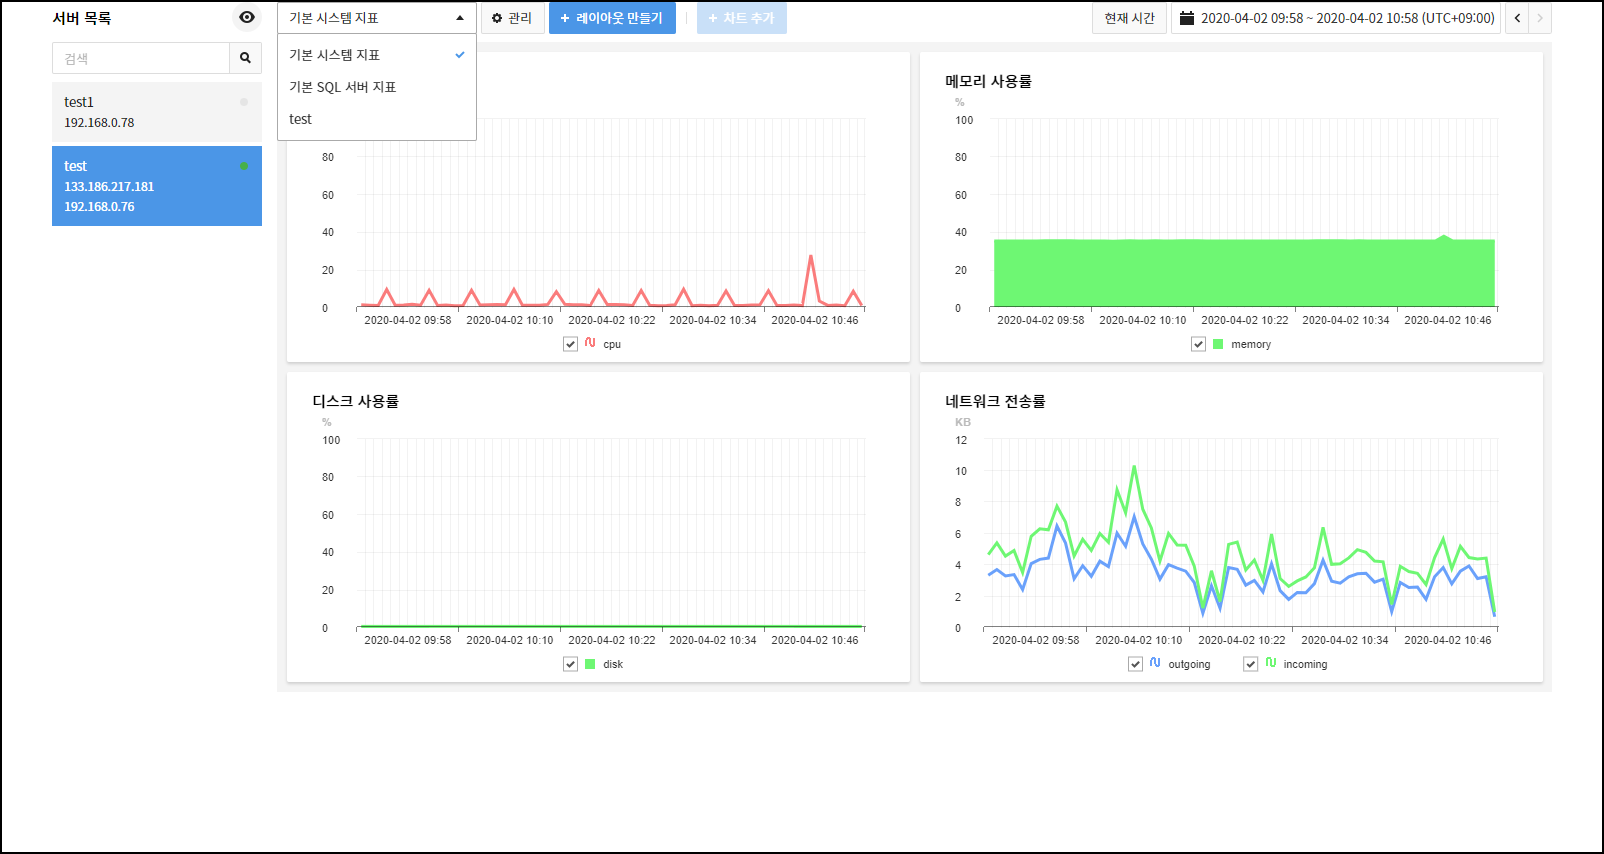 서버 목록
기본 시스템 지표
관리
+ 레이아웃 만들기
+ 차트 추가
현재 시간
2020-04-02 09:58 ~ 2020-04-02 10:58 (UTC+09:00)
검색
test1
192.168.0.78
test
133.186.217.181
192.168.0.76
기본 시스템 지표
기본 SQL 서버 지표
test
80
60
40
20
0
2020-04-02 09:58 2020-04-02 10:10 2020-04-02 10:22 2020-04-02 10:34 2020-04-02 10:46
cpu
메모리 사용률
%
100
80
60
40
20
0
2020-04-02 09:58 2020-04-02 10:10 2020-04-02 10:22 2020-04-02 10:34 2020-04-02 10:46
memory
디스크 사용률
%
100
80
60
40
20
0
2020-04-02 09:58 2020-04-02 10:10 2020-04-02 10:22 2020-04-02 10:34 2020-04-02 10:46
disk
네트워크 전송률
KB
12
10
8
6
4
2
0
2020-04-02 09:58 2020-04-02 10:10 2020-04-02 10:22 2020-04-02 10:34 2020-04-02 10:46
outgoing incoming